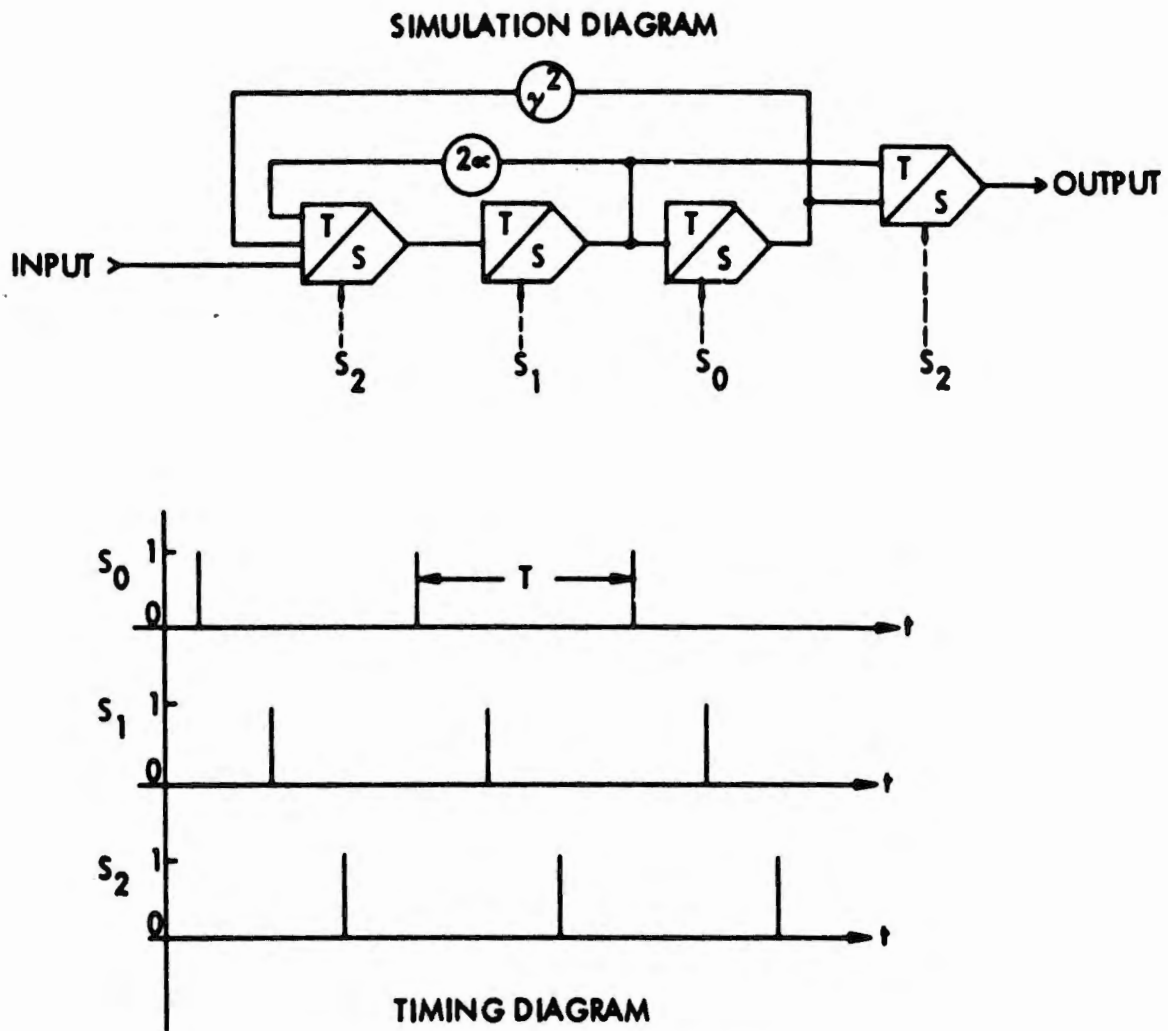 SIMULATION DIAGRAM
γ²
2α
T
S
OUTPUT
T
S
T
S
T
S
INPUT
S₂
S₁
S₀
S₂
S₀
1
0
T
t
S₁
1
0
t
S₂
1
0
t
TIMING DIAGRAM